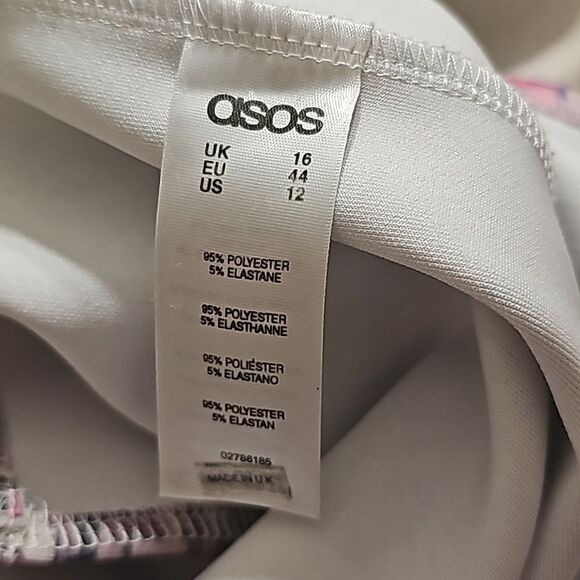 asos
UK 16
EU 44
US 12
95% POLYESTER
5% ELASTANE
95% POLYESTER
5% ELASTHANNE
95% POLIÉSTER
5% ELASTANO
95% POLYESTER
5% ELASTAN
02786185
MADE IN U.K